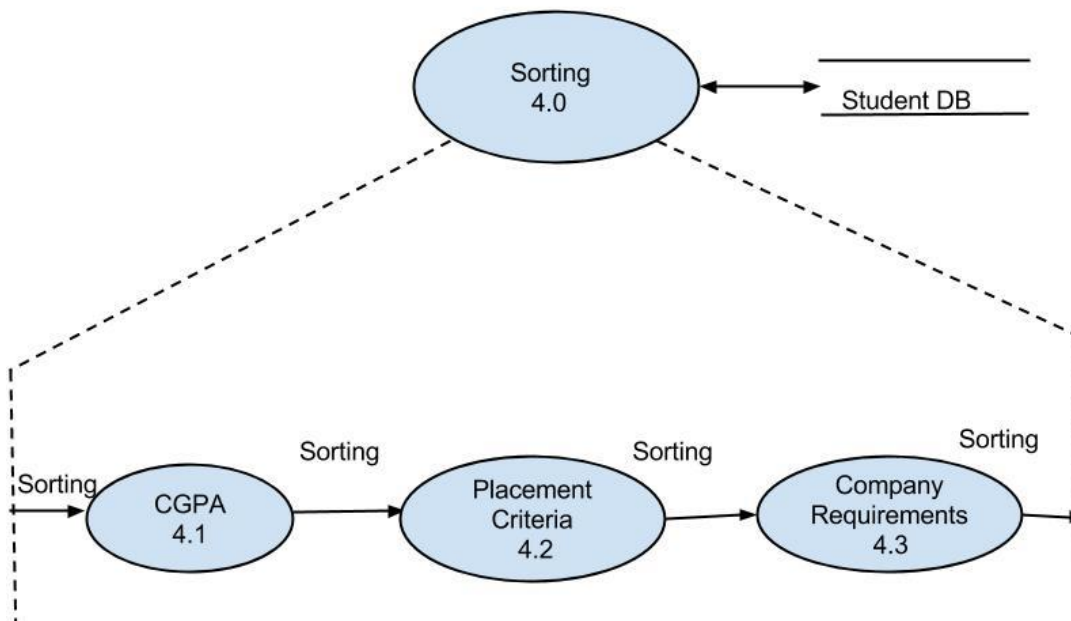 Sorting
4.0
Student DB
Sorting
CGPA
4.1
Sorting
Placement
Criteria
4.2
Sorting
Company
Requirements
4.3
Sorting